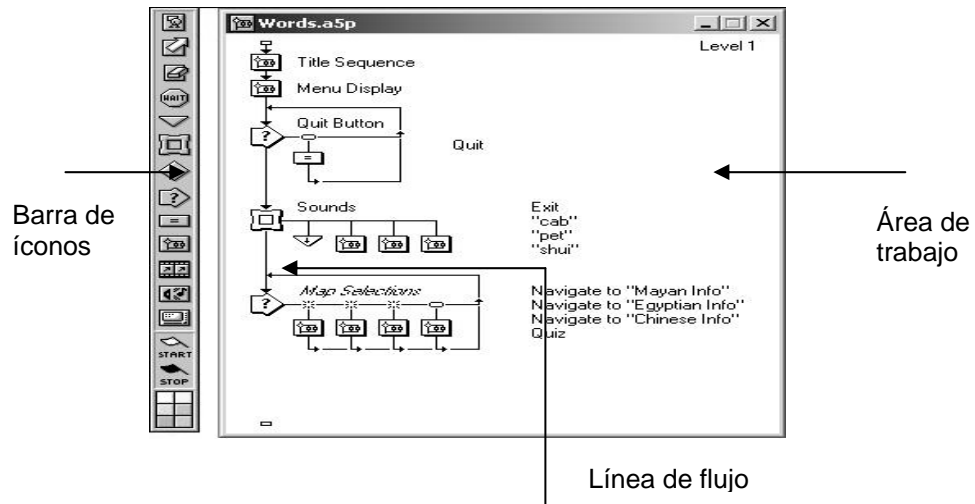 Words.a5p
Level 1
Title Sequence
Menu Display
Quit Button
?
Quit
=
WAIT
?
=
START
STOP
Barra de
íconos
Sounds
Exit
"cab"
"pet"
"shui"
Área de
trabajo
Map Selections
?
Navigate to "Mayan Info"
Navigate to "Egyptian Info"
Navigate to "Chinese Info"
Quiz
Línea de flujo